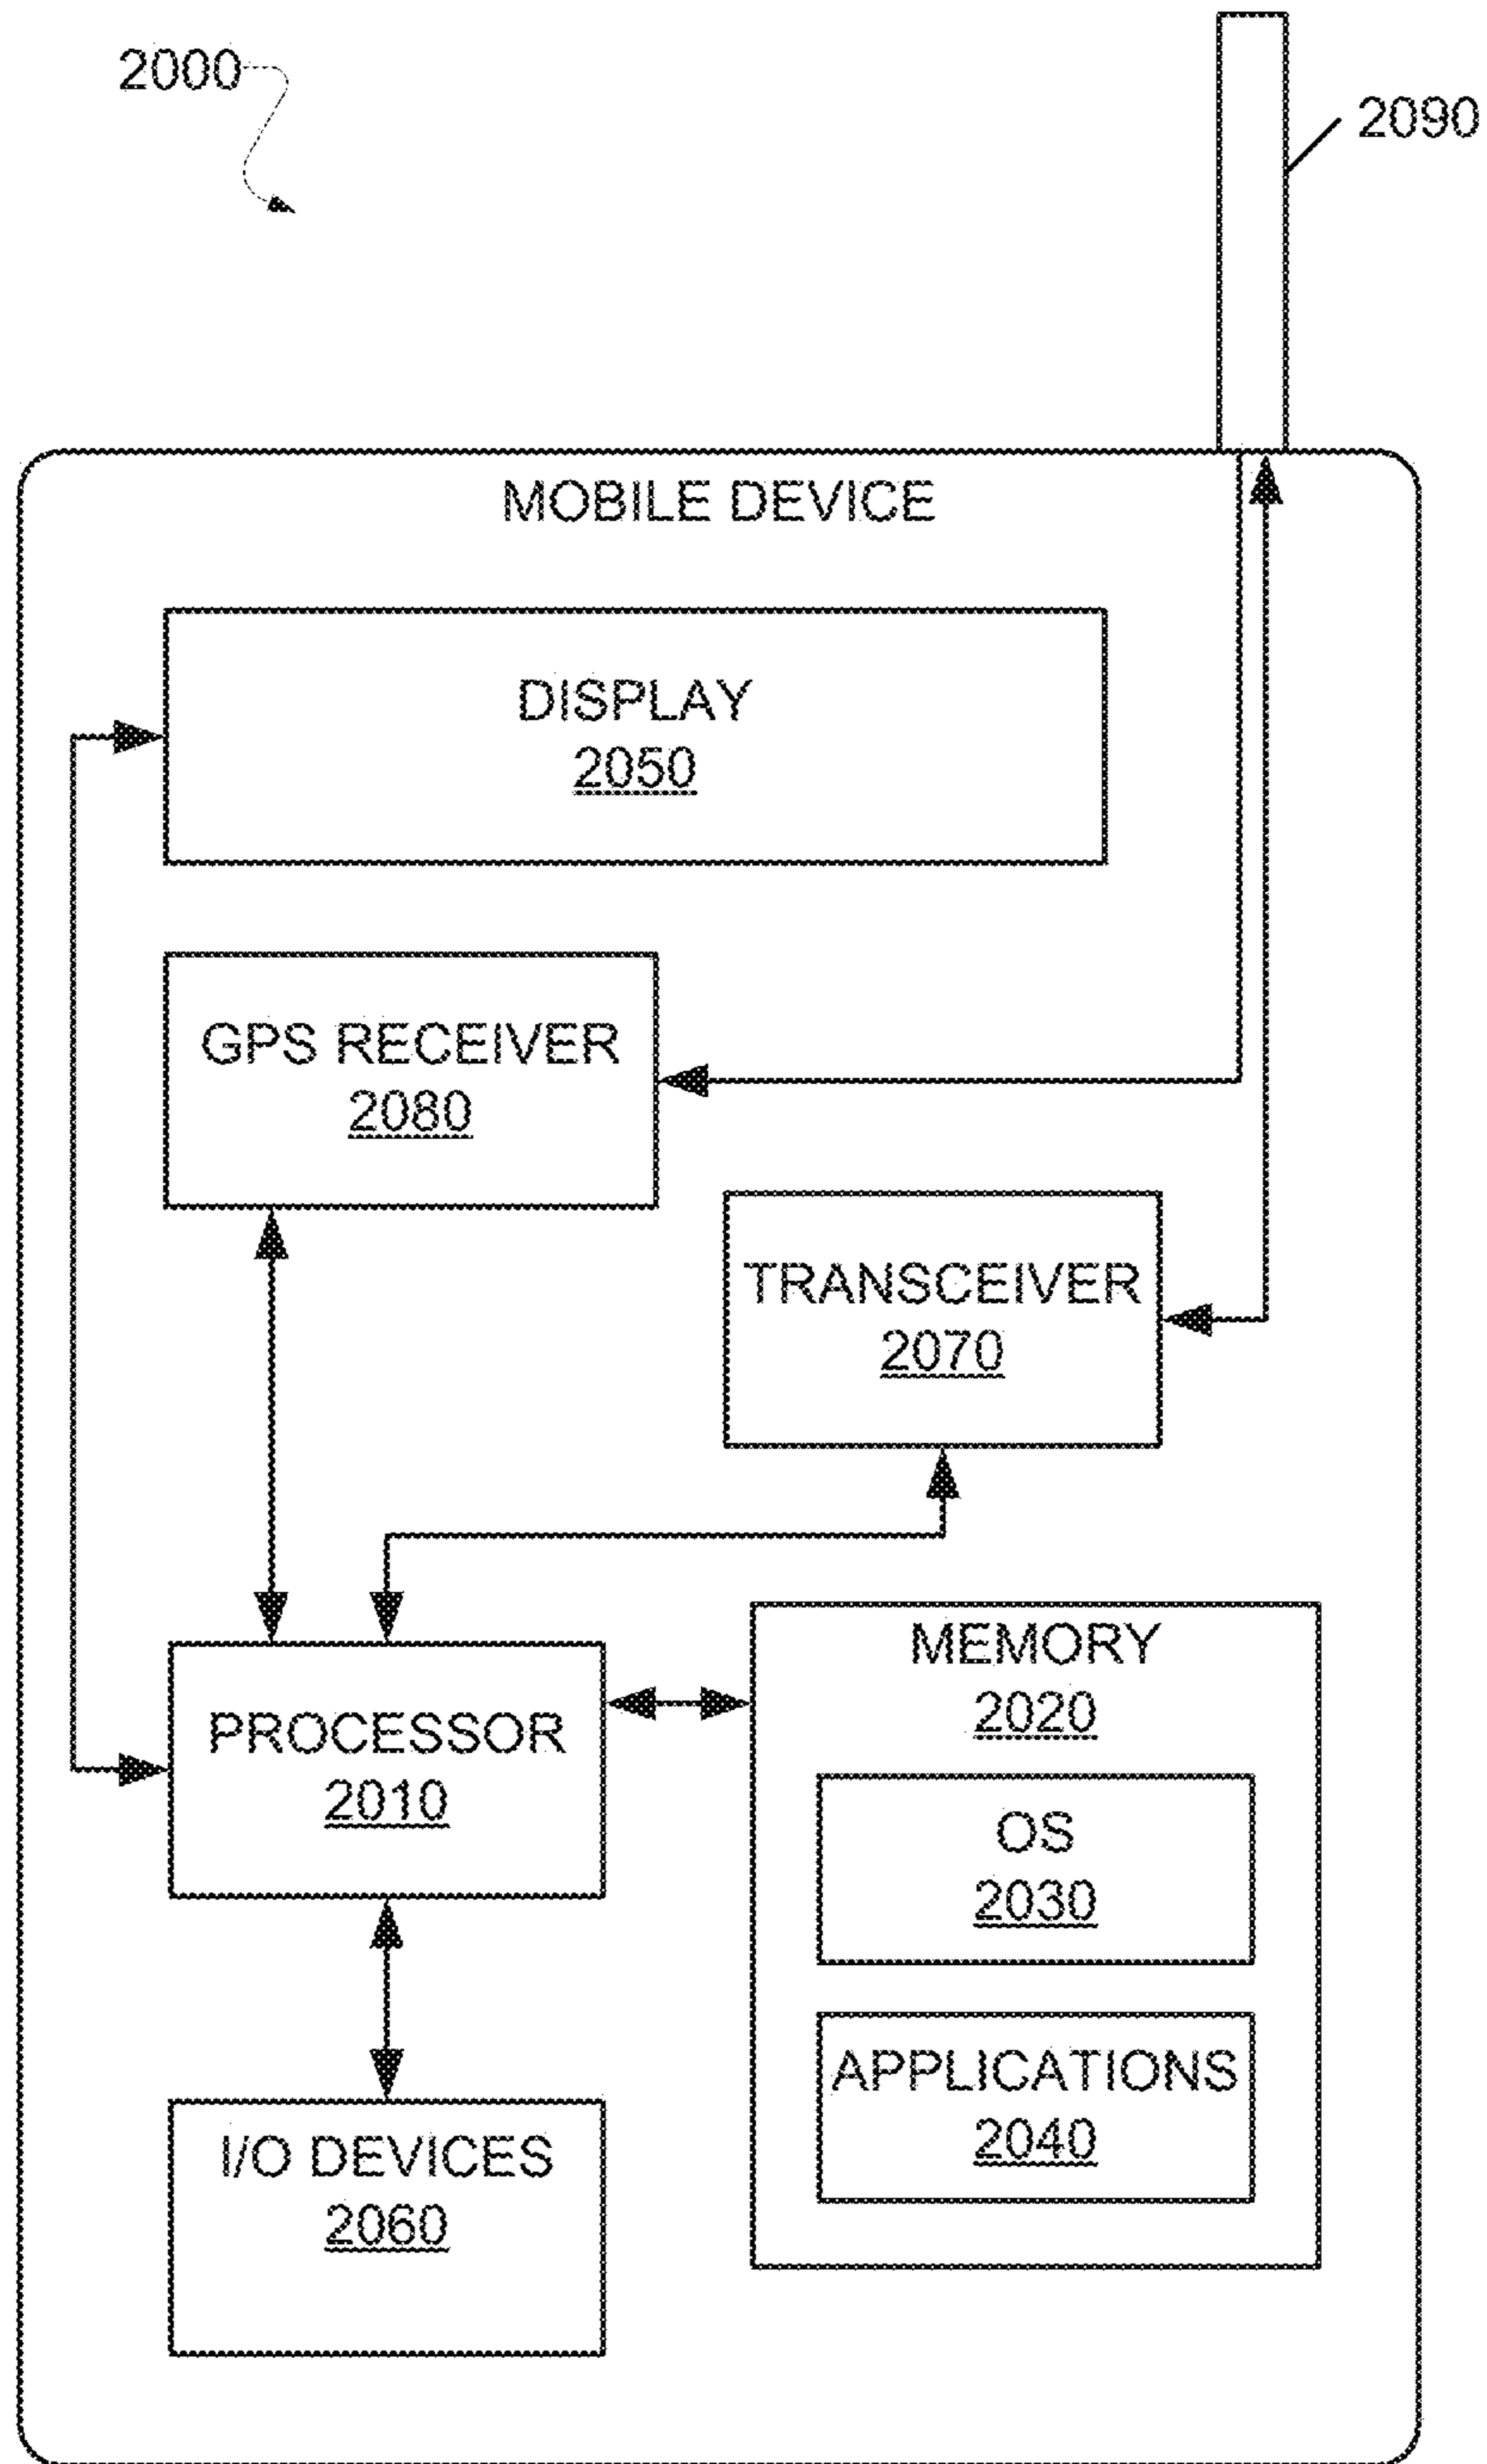 2000
2090
MOBILE DEVICE
DISPLAY
2050
GPS RECEIVER
2080
TRANSCEIVER
2070
MEMORY
2020
PROCESSOR
2010
OS
2030
APPLICATIONS
2040
I/O DEVICES
2060